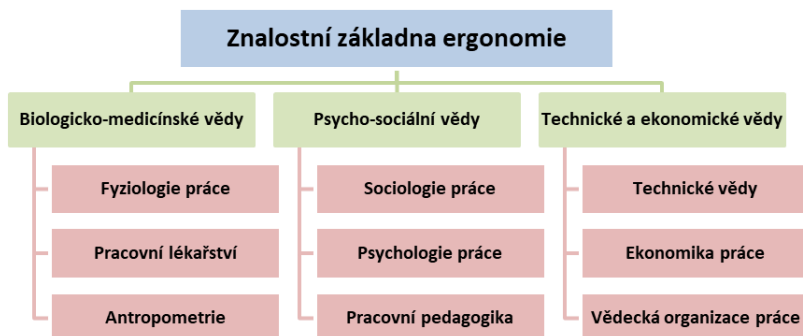 Znalostní základna ergonomie
Biologicko-medicínské vědy
Psycho-sociální vědy
Technické a ekonomické vědy
Fyziologie práce
Sociologie práce
Technické vědy
Pracovní lékařství
Psychologie práce
Ekonomika práce
Antropometrie
Pracovní pedagogika
Vědecká organizace práce